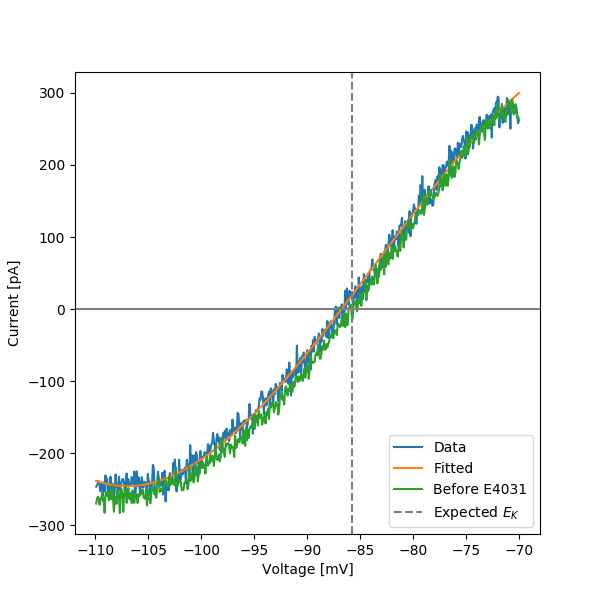 300
200
100
0
−100
−200
−300
Current [pA]
−110
−105
−100
−95
−90
−85
−80
−75
−70
Voltage [mV]
Data
Fitted
Before E4031
Expected E_K